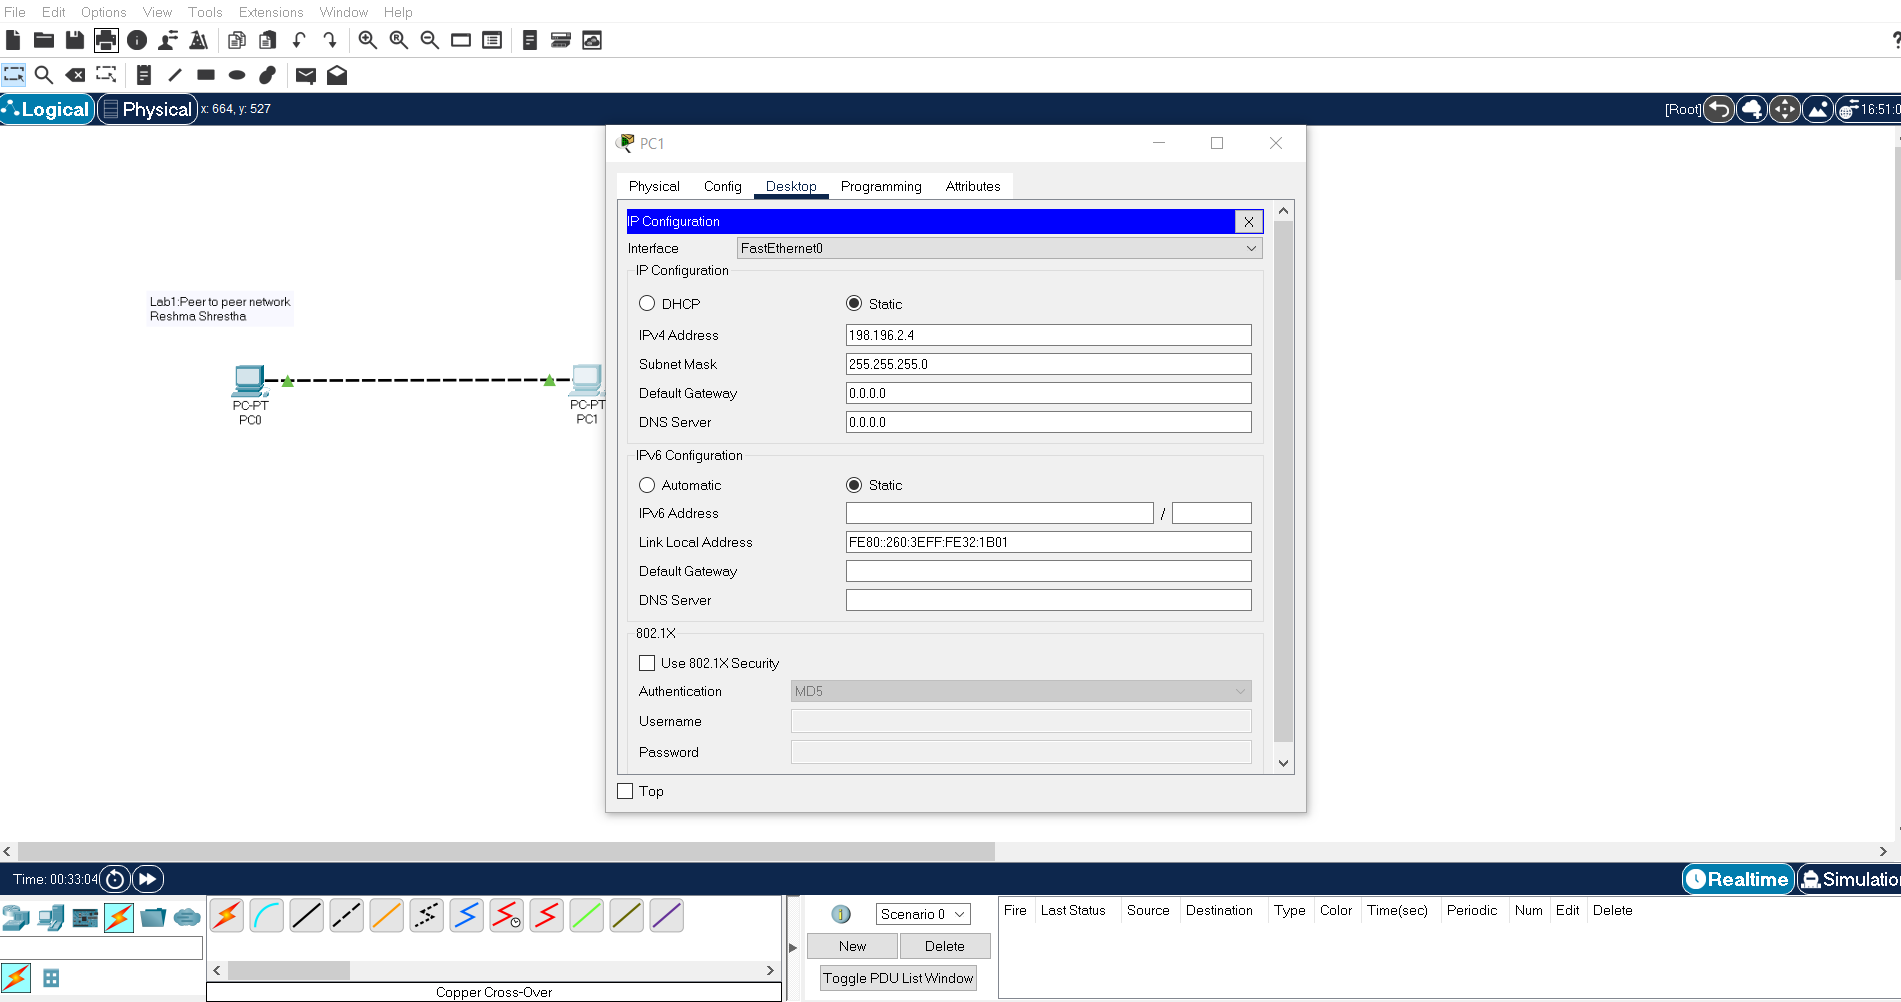 File Edit Options View Tools Extensions Window Help
?
Logical Physical x: 664, y: 527 [Root] 16:51:0
PC1
Physical Config Desktop Programming Attributes
IP Configuration X
Interface FastEthernet0
IP Configuration
DHCP Static
IPv4 Address 198.196.2.4
Subnet Mask 255.255.255.0
Default Gateway 0.0.0.0
DNS Server 0.0.0.0
IPv6 Configuration
Automatic Static
IPv6 Address /
Link Local Address FE80::260:3EFF:FE32:1B01
Default Gateway
DNS Server
802.1X
Use 802.1X Security
Authentication MD5
Username
Password
Top
Lab1:Peer to peer network
Reshma Shrestha
PC-PT
PC0
PC-PT
PC1
Time: 00:33:04 Realtime Simulation
Scenario 0
New Delete
Toggle PDU List Window
Fire Last Status Source Destination Type Color Time(sec) Periodic Num Edit Delete
Copper Cross-Over